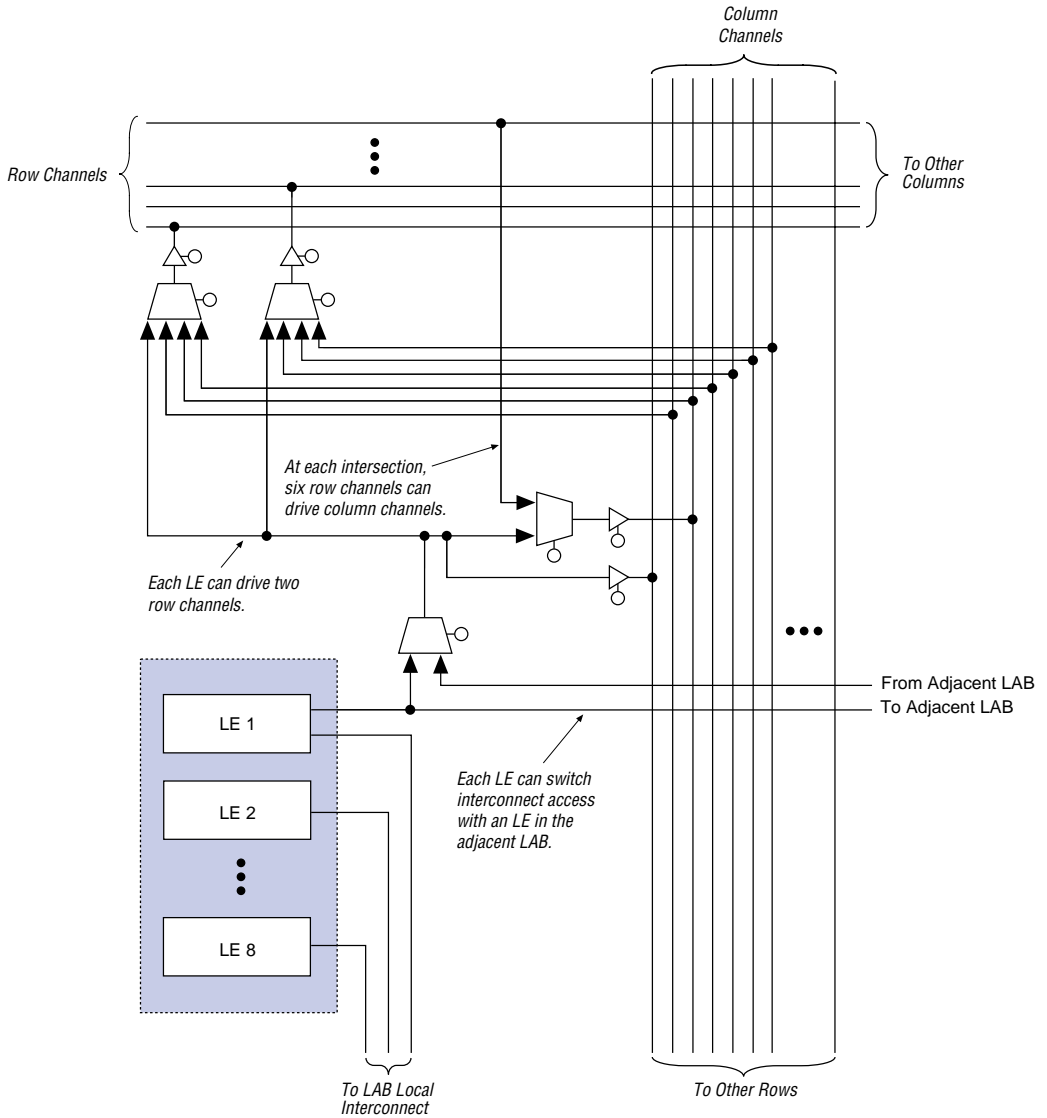 Column
Channels
Row Channels
To Other
Columns
At each intersection,
six row channels can
drive column channels.
Each LE can drive two
row channels.
From Adjacent LAB
To Adjacent LAB
LE 1
Each LE can switch
interconnect access
with an LE in the
adjacent LAB.
LE 2
LE 8
To LAB Local
Interconnect
To Other Rows